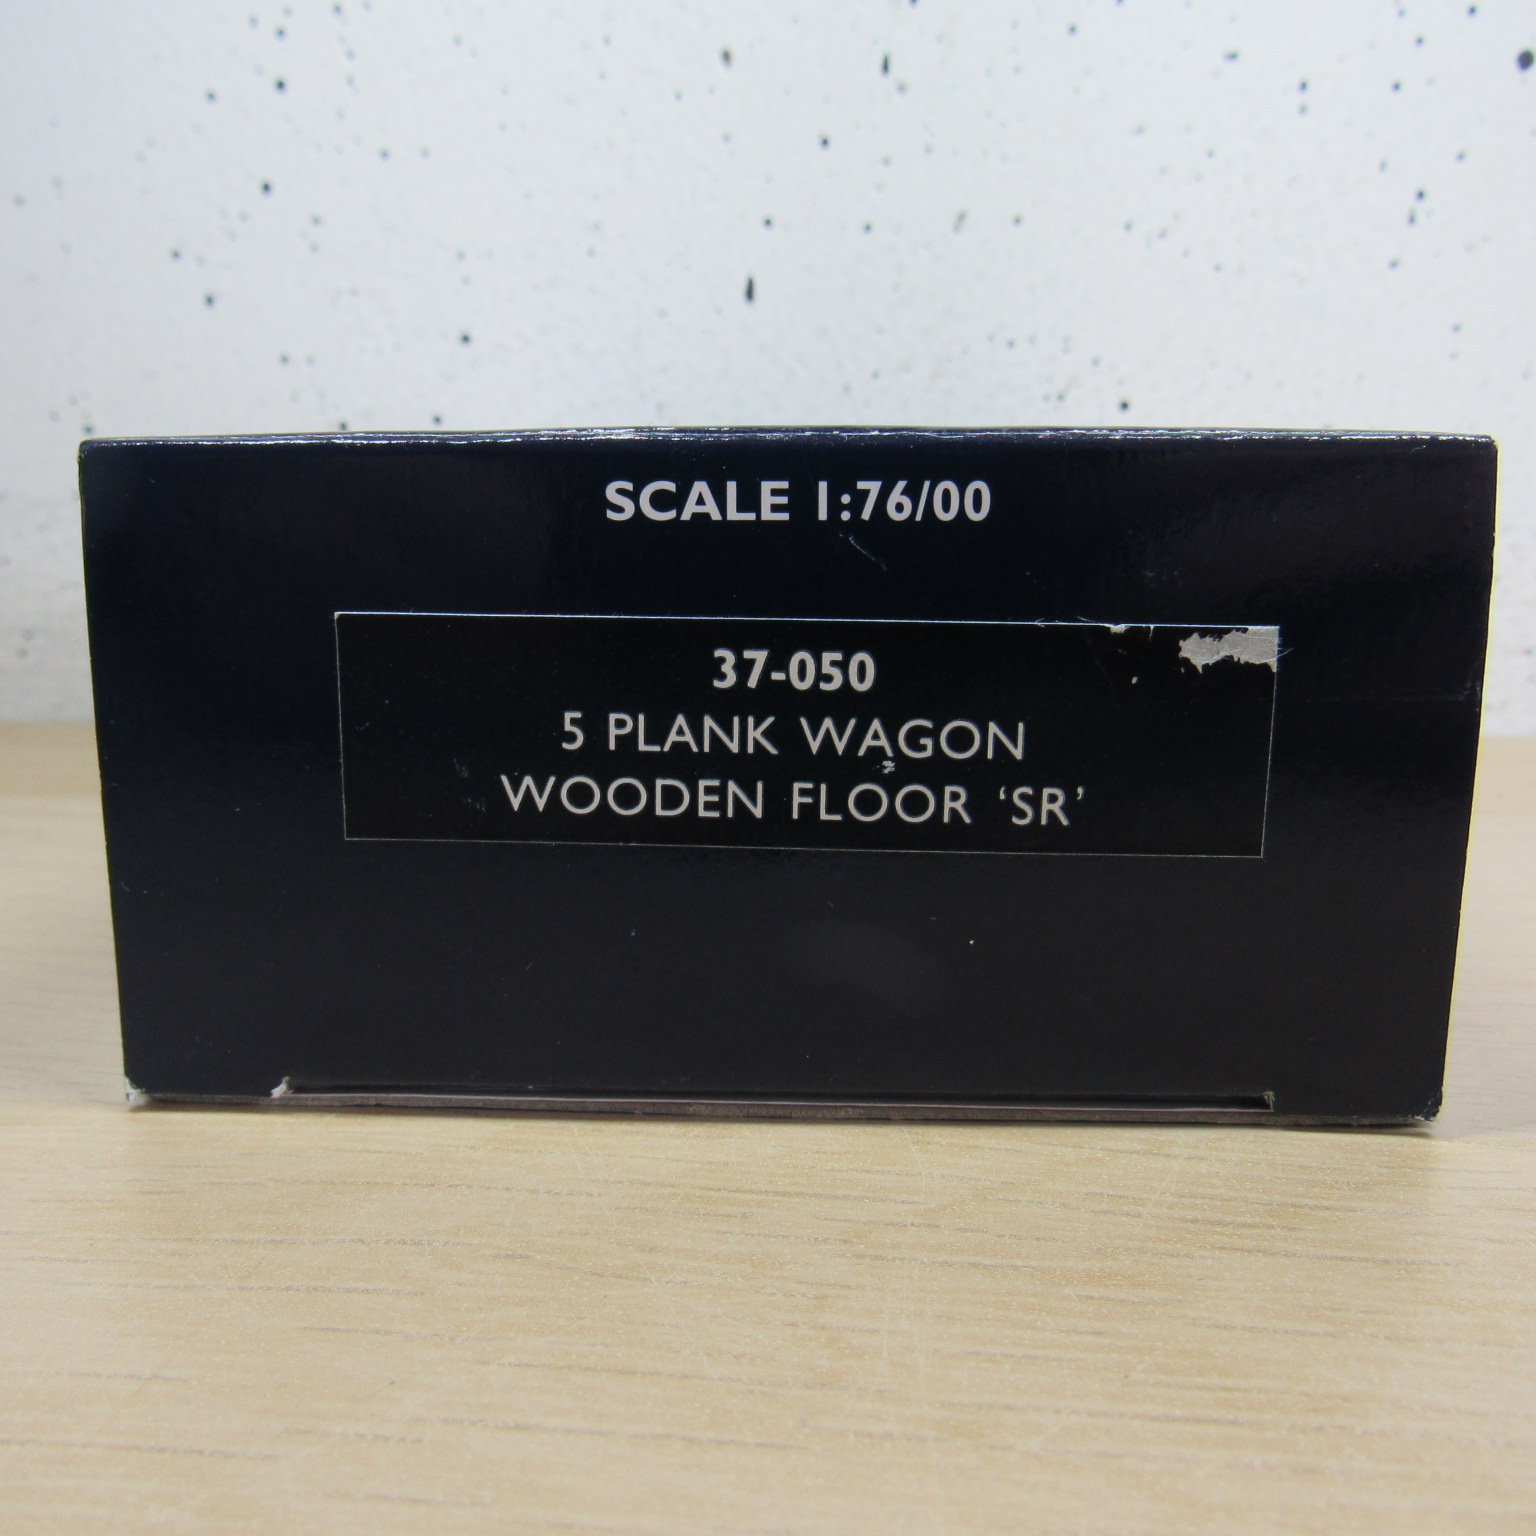 SCALE 1:76/00
37-050
5 PLANK WAGON
WOODEN FLOOR ‘SR’